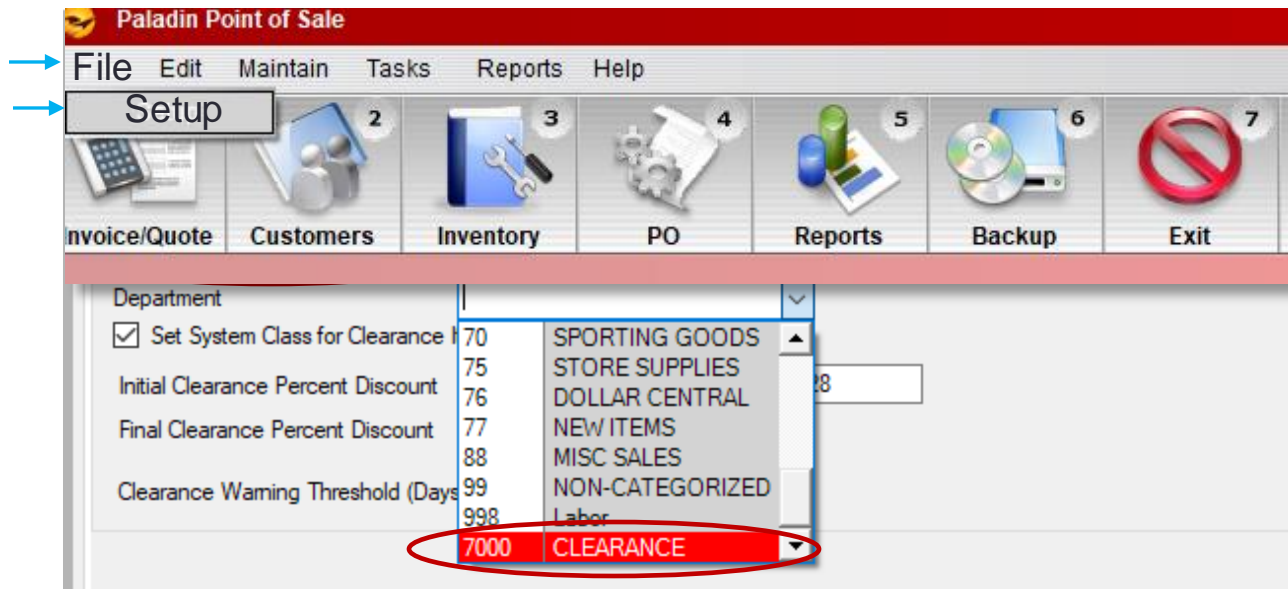 Paladin Point of Sale
File Edit Maintain Tasks Reports Help
Setup
2 3 4 5 6 7
nvoice/Quote Customers Inventory PO Reports Backup Exit
Department
Set System Class for Clearance
70 SPORTING GOODS
75 STORE SUPPLIES
Initial Clearance Percent Discount
28
76 DOLLAR CENTRAL
77 NEW ITEMS
Final Clearance Percent Discount
88 MISC SALES
Clearance Warning Threshold (Days
99 NON-CATEGORIZED
998 Labor
7000 CLEARANCE